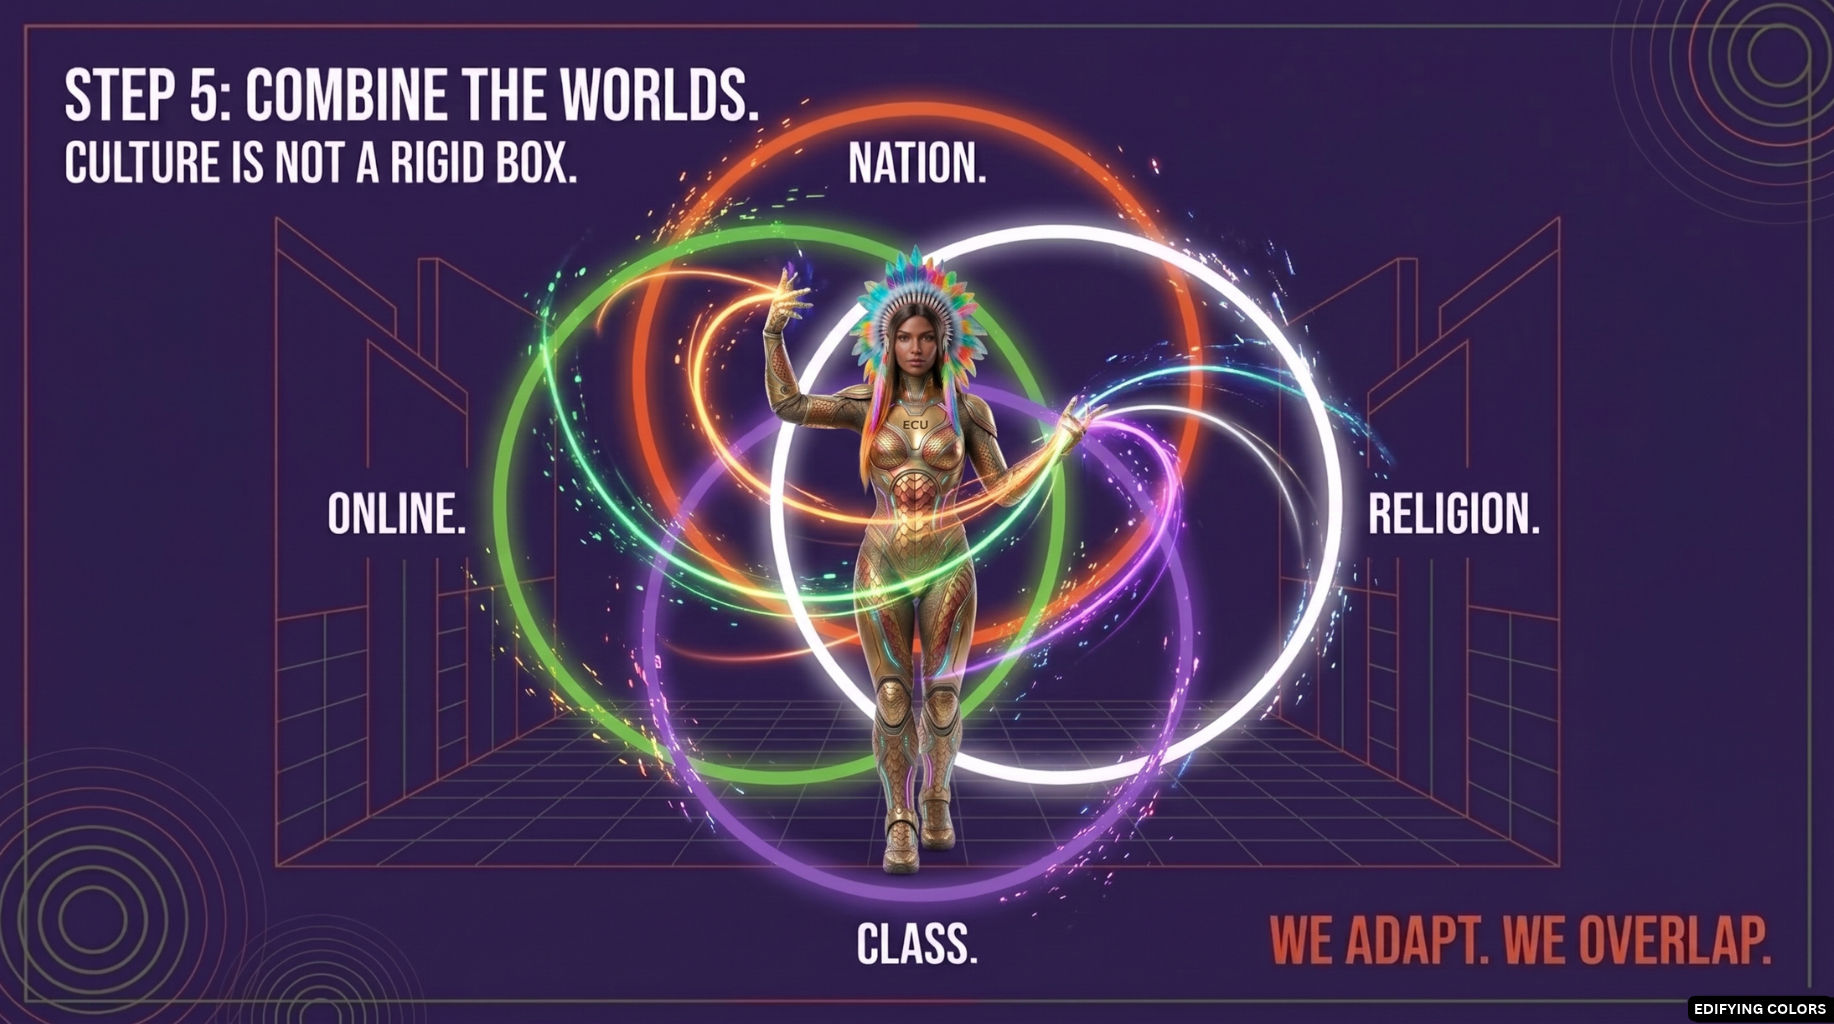 STEP 5: COMBINE THE WORLDS.
CULTURE IS NOT A RIGID BOX.
NATION.
ECU
ONLINE.
RELIGION.
CLASS.
WE ADAPT. WE OVERLAP.
EDIFYING COLORS